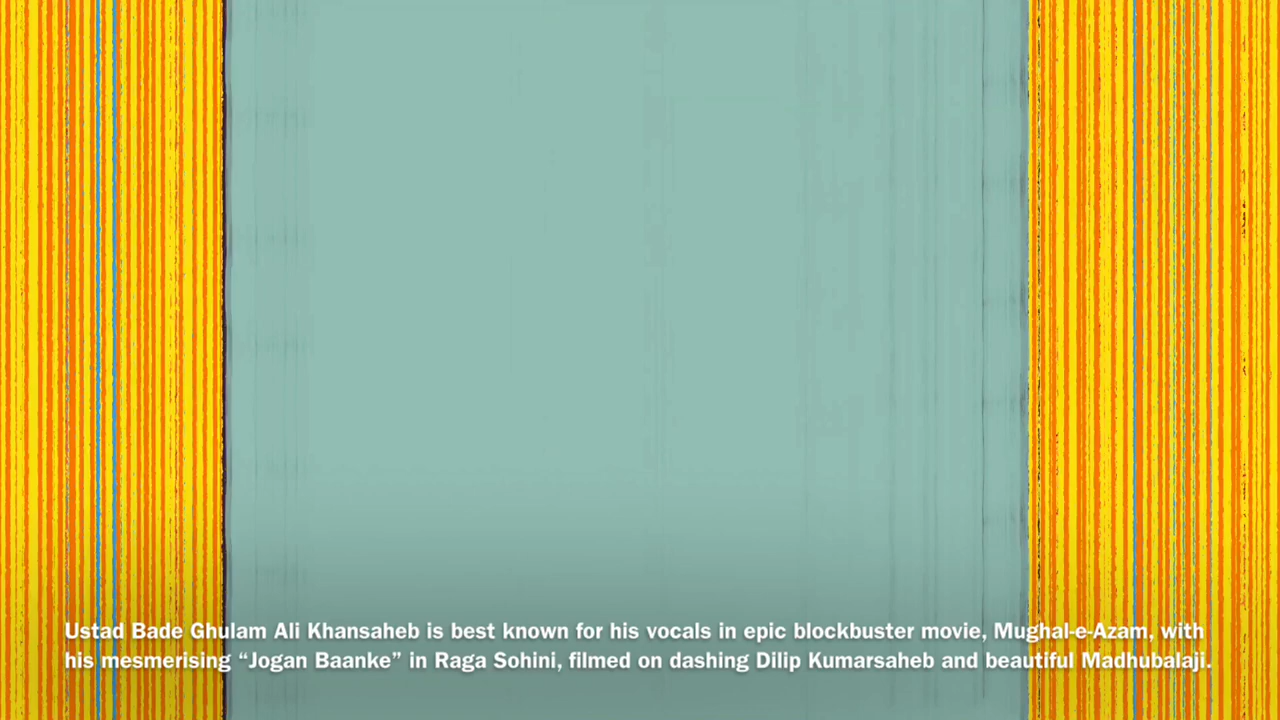 Ustad Bade Ghulam Ali Khansaheb is best known for his vocals in epic blockbuster movie, Mughal-e-Azam, with
his mesmerising “Jogan Baanke” in Raga Sohini, filmed on dashing Dilip Kumarsaheb and beautiful Madhubalaji.